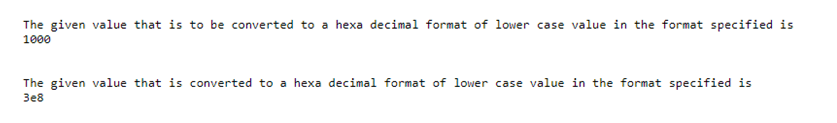 The given value that is to be converted to a hexa decimal format of lower case value in the format specified is
1000
The given value that is converted to a hexa decimal format of lower case value in the format specified is
3e8